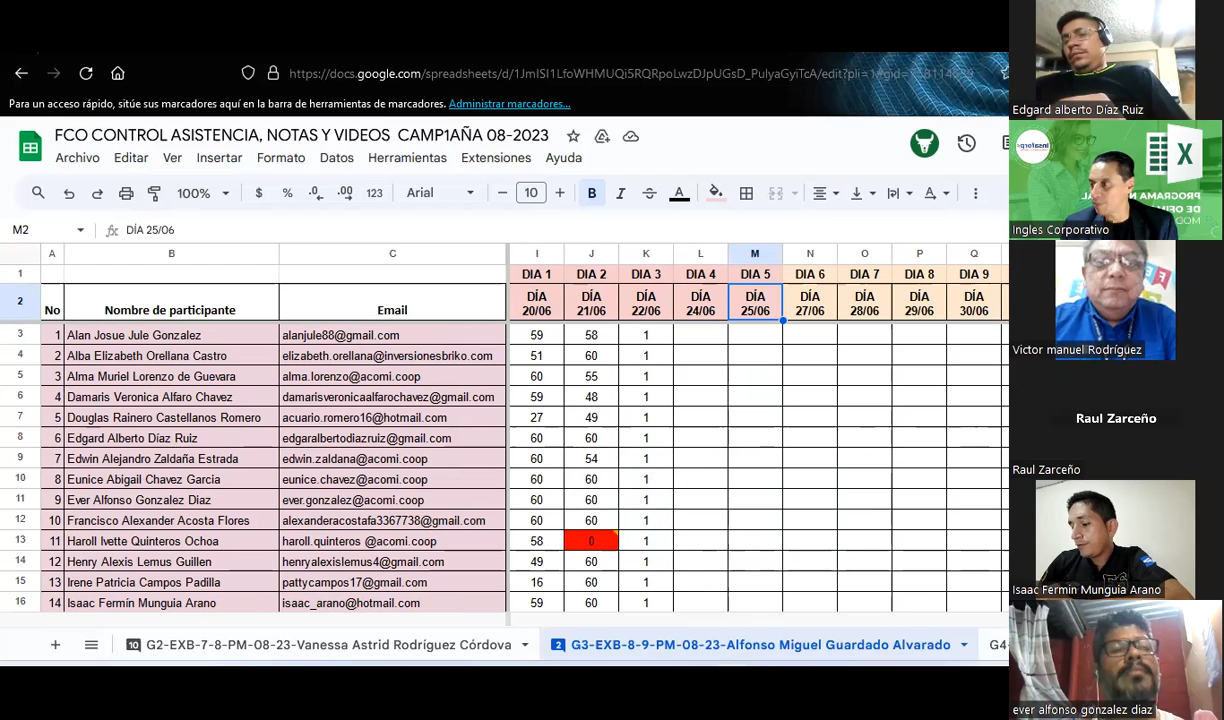 https://docs.google.com/spreadsheets/d/1JmISI1LfoWHMUQi5RQRpoLwzDJpUGsD_PulyaGyiTcA/edit?pli=1#gid=
Para un acceso rápido, sitúe sus marcadores aquí en la barra de herramientas de marcadores. Administrar marcadores...
FCO CONTROL ASISTENCIA, NOTAS Y VIDEOS CAMP1AÑA 08-2023
Archivo Editar Ver Insertar Formato Datos Herramientas Extensiones Ayuda
100% $ % .0 .00 123 Arial 10 B I S A
M2 fx DÍA 25/06
A B C I J K L M N O P Q
1 DIA 1 DIA 2 DIA 3 DIA 4 DIA 5 DIA 6 DIA 7 DIA 8 DIA 9
2 No Nombre de participante Email DÍA 20/06 DÍA 21/06 DÍA 22/06 DÍA 24/06 DÍA 25/06 DÍA 27/06 DÍA 28/06 DÍA 29/06 DÍA 30/06
3 1 Alan Josue Jule Gonzalez alanjule88@gmail.com 59 58 1
4 2 Alba Elizabeth Orellana Castro elizabeth.orellana@inversionesbriko.com 51 60 1
5 3 Alma Muriel Lorenzo de Guevara alma.lorenzo@acomi.coop 60 55 1
6 4 Damaris Veronica Alfaro Chavez damarisveronicaalfarochavez@gmail.com 59 48 1
7 5 Douglas Rainero Castellanos Romero acuario.romero16@hotmail.com 27 49 1
8 6 Edgard Alberto Díaz Ruiz edgaralbertodiazruiz@gmail.com 60 60 1
9 7 Edwin Alejandro Zaldaña Estrada edwin.zaldana@acomi.coop 60 54 1
10 8 Eunice Abigail Chavez Garcia eunice.chavez@acomi.coop 60 60 1
11 9 Ever Alfonso Gonzalez Diaz ever.gonzalez@acomi.coop 60 60 1
12 10 Francisco Alexander Acosta Flores alexanderacostafa3367738@gmail.com 60 60 1
13 11 Haroll Ivette Quinteros Ochoa haroll.quinteros @acomi.coop 58 0 1
14 12 Henry Alexis Lemus Guillen henryalexislemus4@gmail.com 49 60 1
15 13 Irene Patricia Campos Padilla pattycampos17@gmail.com 16 60 1
16 14 Isaac Fermín Munguia Arano isaac_arano@hotmail.com 59 60 1
10 G2-EXB-7-8-PM-08-23-Vanessa Astrid Rodríguez Córdova 2 G3-EXB-8-9-PM-08-23-Alfonso Miguel Guardado Alvarado G4
Edgard alberto Díaz Ruiz
Insaforp
X
PROGRAMA N
DE OFI
MOD
Ingles Corporativo
Victor manuel Rodríguez
Raul Zarceño
Raul Zarceño
Isaac Fermin Munguia Arano
ever alfonso gonzalez diaz